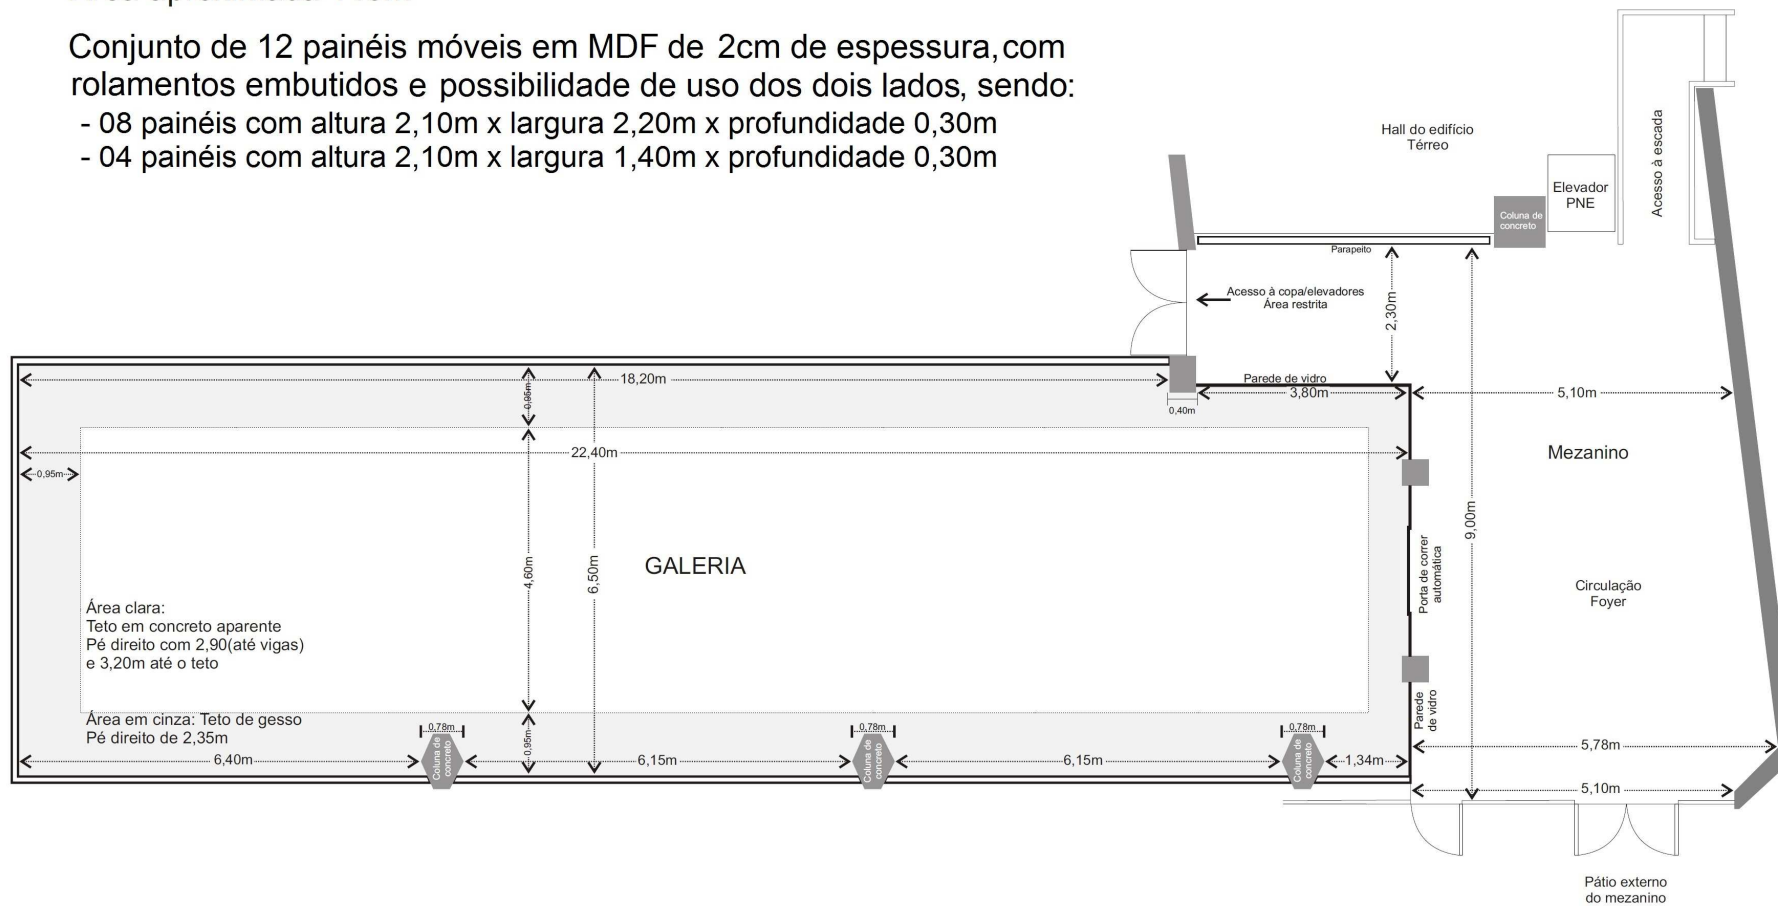 Conjunto de 12 painéis móveis em MDF de 2cm de espessura, com
rolamentos embutidos e possibilidade de uso dos dois lados, sendo:
- 08 painéis com altura 2,10m x largura 2,20m x profundidade 0,30m
- 04 painéis com altura 2,10m x largura 1,40m x profundidade 0,30m
Hall do edifício
Térreo
Acesso à escada
Elevador
PNE
Coluna de
concreto
Parapeito
Acesso à copa/elevadores
Área restrita
2,30m
18,20m
0,95m
Parede de vidro
3,80m
5,10m
0,40m
22,40m
0,95m
Mezanino
9,00m
4,60m
6,50m
GALERIA
Porta de correr
automática
Circulação
Foyer
Área clara:
Teto em concreto aparente
Pé direito com 2,90(até vigas)
e 3,20m até o teto
Área em cinza: Teto de gesso
Pé direito de 2,35m
Parede
de vidro
0,78m
0,78m
0,78m
0,95m
5,78m
6,40m
Coluna de
concreto
6,15m
Coluna de
concreto
6,15m
Coluna de
concreto
1,34m
5,10m
Pátio externo
do mezanino